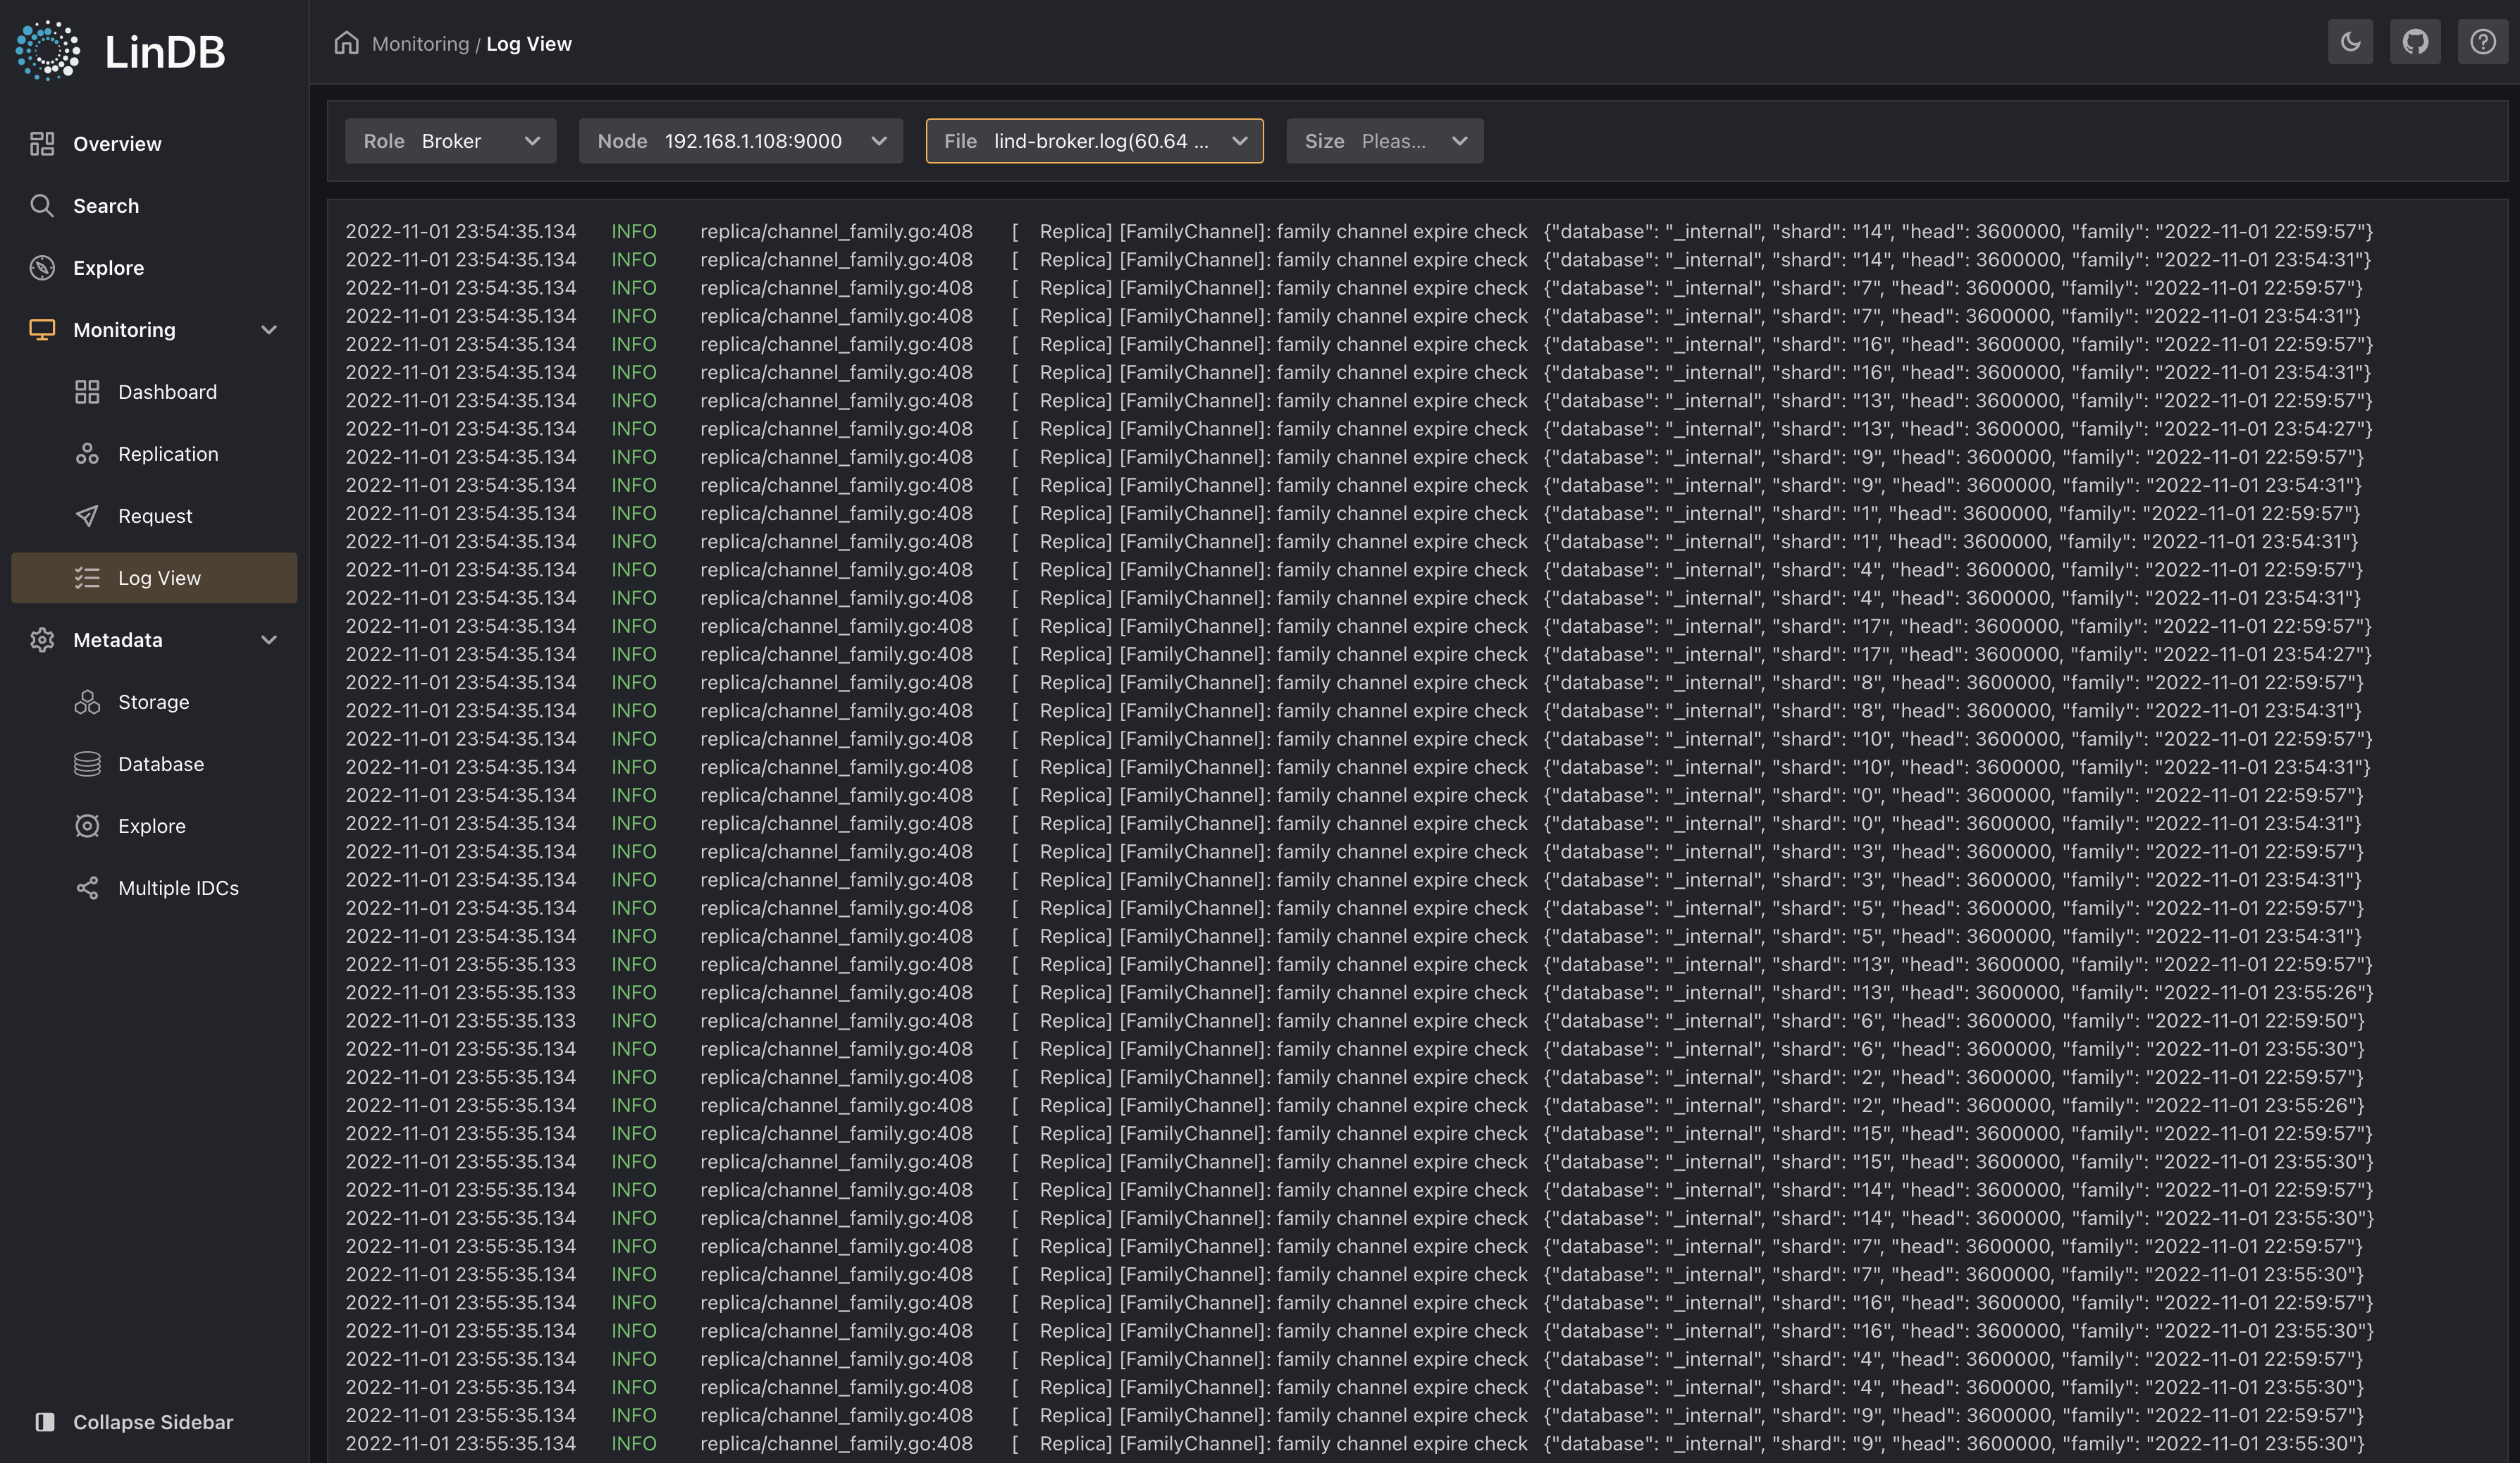 LinDB
Overview
Search
Explore
Monitoring
Dashboard
Replication
Request
Log View
Metadata
Storage
Database
Explore
Multiple IDCs
Collapse Sidebar
Monitoring / Log View
Role Broker Node 192.168.1.108:9000 File lind-broker.log(60.64 ... Size Pleas...
2022-11-01 23:54:35.134 INFO replica/channel_family.go:408 [ Replica] [FamilyChannel]: family channel expire check {"database": "_internal", "shard": "14", "head": 3600000, "family": "2022-11-01 22:59:57"}
2022-11-01 23:54:35.134 INFO replica/channel_family.go:408 [ Replica] [FamilyChannel]: family channel expire check {"database": "_internal", "shard": "14", "head": 3600000, "family": "2022-11-01 23:54:31"}
2022-11-01 23:54:35.134 INFO replica/channel_family.go:408 [ Replica] [FamilyChannel]: family channel expire check {"database": "_internal", "shard": "7", "head": 3600000, "family": "2022-11-01 22:59:57"}
2022-11-01 23:54:35.134 INFO replica/channel_family.go:408 [ Replica] [FamilyChannel]: family channel expire check {"database": "_internal", "shard": "7", "head": 3600000, "family": "2022-11-01 23:54:31"}
2022-11-01 23:54:35.134 INFO replica/channel_family.go:408 [ Replica] [FamilyChannel]: family channel expire check {"database": "_internal", "shard": "16", "head": 3600000, "family": "2022-11-01 22:59:57"}
2022-11-01 23:54:35.134 INFO replica/channel_family.go:408 [ Replica] [FamilyChannel]: family channel expire check {"database": "_internal", "shard": "16", "head": 3600000, "family": "2022-11-01 23:54:31"}
2022-11-01 23:54:35.134 INFO replica/channel_family.go:408 [ Replica] [FamilyChannel]: family channel expire check {"database": "_internal", "shard": "13", "head": 3600000, "family": "2022-11-01 22:59:57"}
2022-11-01 23:54:35.134 INFO replica/channel_family.go:408 [ Replica] [FamilyChannel]: family channel expire check {"database": "_internal", "shard": "13", "head": 3600000, "family": "2022-11-01 23:54:27"}
2022-11-01 23:54:35.134 INFO replica/channel_family.go:408 [ Replica] [FamilyChannel]: family channel expire check {"database": "_internal", "shard": "9", "head": 3600000, "family": "2022-11-01 22:59:57"}
2022-11-01 23:54:35.134 INFO replica/channel_family.go:408 [ Replica] [FamilyChannel]: family channel expire check {"database": "_internal", "shard": "9", "head": 3600000, "family": "2022-11-01 23:54:31"}
2022-11-01 23:54:35.134 INFO replica/channel_family.go:408 [ Replica] [FamilyChannel]: family channel expire check {"database": "_internal", "shard": "1", "head": 3600000, "family": "2022-11-01 22:59:57"}
2022-11-01 23:54:35.134 INFO replica/channel_family.go:408 [ Replica] [FamilyChannel]: family channel expire check {"database": "_internal", "shard": "1", "head": 3600000, "family": "2022-11-01 23:54:31"}
2022-11-01 23:54:35.134 INFO replica/channel_family.go:408 [ Replica] [FamilyChannel]: family channel expire check {"database": "_internal", "shard": "4", "head": 3600000, "family": "2022-11-01 22:59:57"}
2022-11-01 23:54:35.134 INFO replica/channel_family.go:408 [ Replica] [FamilyChannel]: family channel expire check {"database": "_internal", "shard": "4", "head": 3600000, "family": "2022-11-01 23:54:31"}
2022-11-01 23:54:35.134 INFO replica/channel_family.go:408 [ Replica] [FamilyChannel]: family channel expire check {"database": "_internal", "shard": "17", "head": 3600000, "family": "2022-11-01 22:59:57"}
2022-11-01 23:54:35.134 INFO replica/channel_family.go:408 [ Replica] [FamilyChannel]: family channel expire check {"database": "_internal", "shard": "17", "head": 3600000, "family": "2022-11-01 23:54:27"}
2022-11-01 23:54:35.134 INFO replica/channel_family.go:408 [ Replica] [FamilyChannel]: family channel expire check {"database": "_internal", "shard": "8", "head": 3600000, "family": "2022-11-01 22:59:57"}
2022-11-01 23:54:35.134 INFO replica/channel_family.go:408 [ Replica] [FamilyChannel]: family channel expire check {"database": "_internal", "shard": "8", "head": 3600000, "family": "2022-11-01 23:54:31"}
2022-11-01 23:54:35.134 INFO replica/channel_family.go:408 [ Replica] [FamilyChannel]: family channel expire check {"database": "_internal", "shard": "10", "head": 3600000, "family": "2022-11-01 22:59:57"}
2022-11-01 23:54:35.134 INFO replica/channel_family.go:408 [ Replica] [FamilyChannel]: family channel expire check {"database": "_internal", "shard": "10", "head": 3600000, "family": "2022-11-01 23:54:31"}
2022-11-01 23:54:35.134 INFO replica/channel_family.go:408 [ Replica] [FamilyChannel]: family channel expire check {"database": "_internal", "shard": "0", "head": 3600000, "family": "2022-11-01 22:59:57"}
2022-11-01 23:54:35.134 INFO replica/channel_family.go:408 [ Replica] [FamilyChannel]: family channel expire check {"database": "_internal", "shard": "0", "head": 3600000, "family": "2022-11-01 23:54:31"}
2022-11-01 23:54:35.134 INFO replica/channel_family.go:408 [ Replica] [FamilyChannel]: family channel expire check {"database": "_internal", "shard": "3", "head": 3600000, "family": "2022-11-01 22:59:57"}
2022-11-01 23:54:35.134 INFO replica/channel_family.go:408 [ Replica] [FamilyChannel]: family channel expire check {"database": "_internal", "shard": "3", "head": 3600000, "family": "2022-11-01 23:54:31"}
2022-11-01 23:54:35.134 INFO replica/channel_family.go:408 [ Replica] [FamilyChannel]: family channel expire check {"database": "_internal", "shard": "5", "head": 3600000, "family": "2022-11-01 22:59:57"}
2022-11-01 23:54:35.134 INFO replica/channel_family.go:408 [ Replica] [FamilyChannel]: family channel expire check {"database": "_internal", "shard": "5", "head": 3600000, "family": "2022-11-01 23:54:31"}
2022-11-01 23:55:35.133 INFO replica/channel_family.go:408 [ Replica] [FamilyChannel]: family channel expire check {"database": "_internal", "shard": "13", "head": 3600000, "family": "2022-11-01 22:59:57"}
2022-11-01 23:55:35.133 INFO replica/channel_family.go:408 [ Replica] [FamilyChannel]: family channel expire check {"database": "_internal", "shard": "13", "head": 3600000, "family": "2022-11-01 23:55:26"}
2022-11-01 23:55:35.133 INFO replica/channel_family.go:408 [ Replica] [FamilyChannel]: family channel expire check {"database": "_internal", "shard": "6", "head": 3600000, "family": "2022-11-01 22:59:50"}
2022-11-01 23:55:35.134 INFO replica/channel_family.go:408 [ Replica] [FamilyChannel]: family channel expire check {"database": "_internal", "shard": "6", "head": 3600000, "family": "2022-11-01 23:55:30"}
2022-11-01 23:55:35.134 INFO replica/channel_family.go:408 [ Replica] [FamilyChannel]: family channel expire check {"database": "_internal", "shard": "2", "head": 3600000, "family": "2022-11-01 22:59:57"}
2022-11-01 23:55:35.134 INFO replica/channel_family.go:408 [ Replica] [FamilyChannel]: family channel expire check {"database": "_internal", "shard": "2", "head": 3600000, "family": "2022-11-01 23:55:26"}
2022-11-01 23:55:35.134 INFO replica/channel_family.go:408 [ Replica] [FamilyChannel]: family channel expire check {"database": "_internal", "shard": "15", "head": 3600000, "family": "2022-11-01 22:59:57"}
2022-11-01 23:55:35.134 INFO replica/channel_family.go:408 [ Replica] [FamilyChannel]: family channel expire check {"database": "_internal", "shard": "15", "head": 3600000, "family": "2022-11-01 23:55:30"}
2022-11-01 23:55:35.134 INFO replica/channel_family.go:408 [ Replica] [FamilyChannel]: family channel expire check {"database": "_internal", "shard": "14", "head": 3600000, "family": "2022-11-01 22:59:57"}
2022-11-01 23:55:35.134 INFO replica/channel_family.go:408 [ Replica] [FamilyChannel]: family channel expire check {"database": "_internal", "shard": "14", "head": 3600000, "family": "2022-11-01 23:55:30"}
2022-11-01 23:55:35.134 INFO replica/channel_family.go:408 [ Replica] [FamilyChannel]: family channel expire check {"database": "_internal", "shard": "7", "head": 3600000, "family": "2022-11-01 22:59:57"}
2022-11-01 23:55:35.134 INFO replica/channel_family.go:408 [ Replica] [FamilyChannel]: family channel expire check {"database": "_internal", "shard": "7", "head": 3600000, "family": "2022-11-01 23:55:30"}
2022-11-01 23:55:35.134 INFO replica/channel_family.go:408 [ Replica] [FamilyChannel]: family channel expire check {"database": "_internal", "shard": "16", "head": 3600000, "family": "2022-11-01 22:59:57"}
2022-11-01 23:55:35.134 INFO replica/channel_family.go:408 [ Replica] [FamilyChannel]: family channel expire check {"database": "_internal", "shard": "16", "head": 3600000, "family": "2022-11-01 23:55:30"}
2022-11-01 23:55:35.134 INFO replica/channel_family.go:408 [ Replica] [FamilyChannel]: family channel expire check {"database": "_internal", "shard": "4", "head": 3600000, "family": "2022-11-01 22:59:57"}
2022-11-01 23:55:35.134 INFO replica/channel_family.go:408 [ Replica] [FamilyChannel]: family channel expire check {"database": "_internal", "shard": "4", "head": 3600000, "family": "2022-11-01 23:55:30"}
2022-11-01 23:55:35.134 INFO replica/channel_family.go:408 [ Replica] [FamilyChannel]: family channel expire check {"database": "_internal", "shard": "9", "head": 3600000, "family": "2022-11-01 22:59:57"}
2022-11-01 23:55:35.134 INFO replica/channel_family.go:408 [ Replica] [FamilyChannel]: family channel expire check {"database": "_internal", "shard": "9", "head": 3600000, "family": "2022-11-01 23:55:30"}